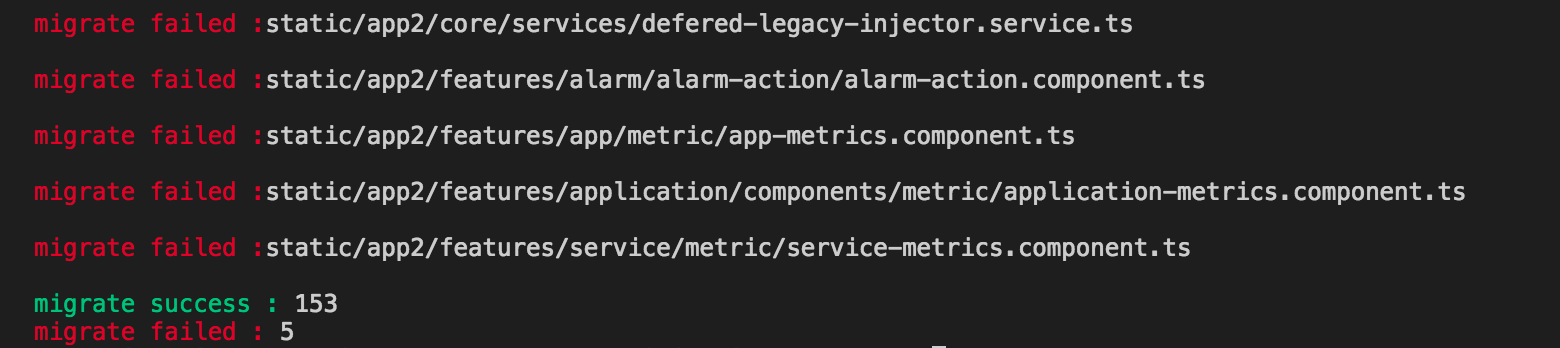 migrate failed :static/app2/core/services/defered-legacy-injector.service.ts
migrate failed :static/app2/features/alarm/alarm-action/alarm-action.component.ts
migrate failed :static/app2/features/app/metric/app-metrics.component.ts
migrate failed :static/app2/features/application/components/metric/application-metrics.component.ts
migrate failed :static/app2/features/service/metric/service-metrics.component.ts
migrate success : 153
migrate failed : 5